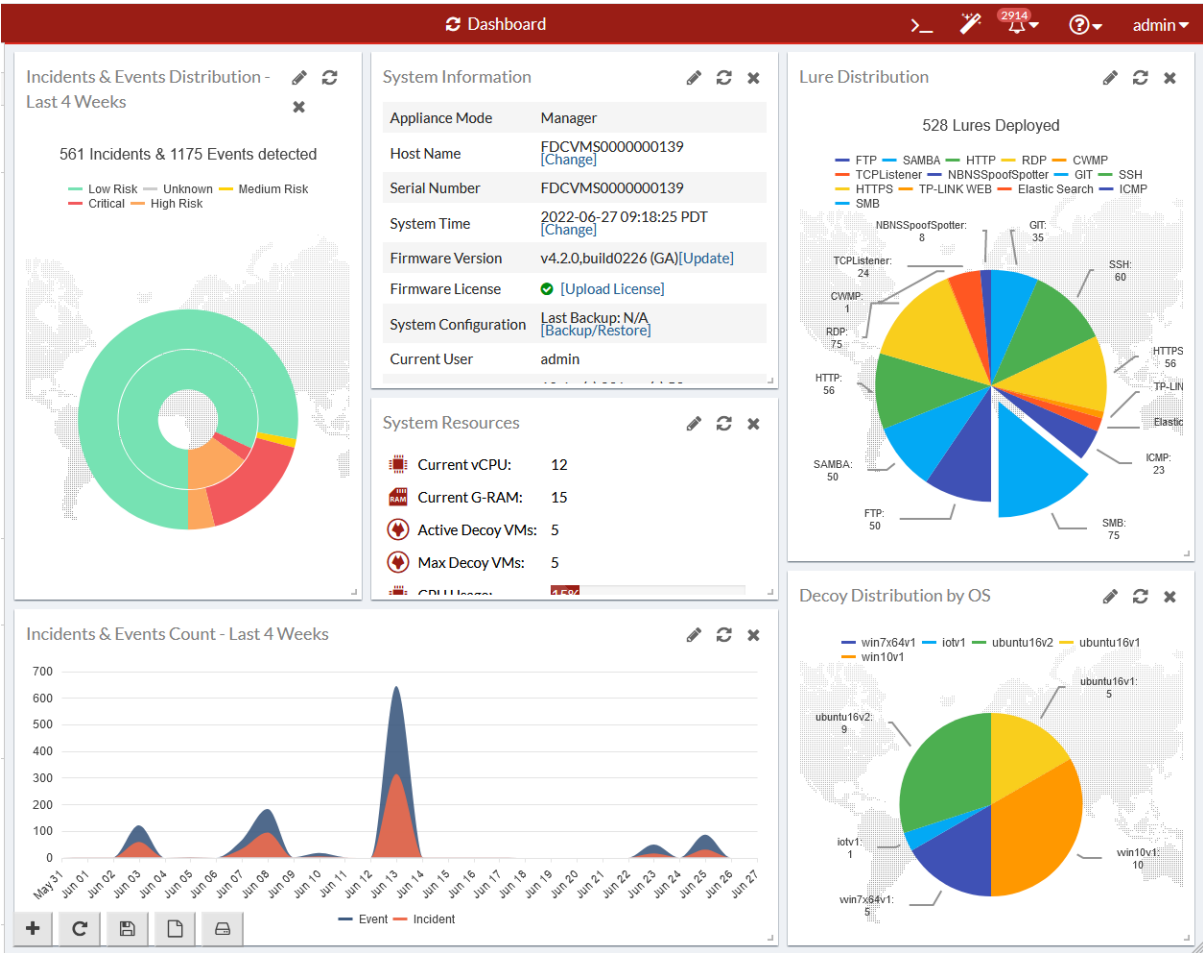 Dashboard
2914
admin
Incidents & Events Distribution -
Last 4 Weeks
561 Incidents & 1175 Events detected
Low Risk Unknown Medium Risk
Critical High Risk
System Information
Appliance Mode Manager
Host Name FDCVMS0000000139
[Change]
Serial Number FDCVMS0000000139
System Time 2022-06-27 09:18:25 PDT
[Change]
Firmware Version v4.2.0,build0226 (GA)[Update]
Firmware License [Upload License]
System Configuration Last Backup: N/A
[Backup/Restore]
Current User admin
System Resources
Current vCPU: 12
RAM Current G-RAM: 15
Active Decoy VMs: 5
Max Decoy VMs: 5
CPU Usage: 15%
Lure Distribution
528 Lures Deployed
FTP SAMBA HTTP RDP CWMP
TCPListener NBNSSpoofSpotter GIT SSH
HTTPS TP-LINK WEB Elastic Search ICMP
SMB
NBNSSpoofSpotter:
8
GIT:
35
TCPListener:
24
SSH:
60
CWMP:
1
RDP:
75
HTTPS
56
HTTP:
56
TP-LIN
Elastic
SAMBA:
50
ICMP:
23
FTP:
50
SMB:
75
Incidents & Events Count - Last 4 Weeks
700
600
500
400
300
200
100
0
May 31 Jun 01 Jun 02 Jun 03 Jun 04 Jun 05 Jun 06 Jun 07 Jun 08 Jun 09 Jun 10 Jun 11 Jun 12 Jun 13 Jun 14 Jun 15 Jun 16 Jun 17 Jun 18 Jun 19 Jun 20 Jun 21 Jun 22 Jun 23 Jun 24 Jun 25 Jun 26 Jun 27
Event Incident
Decoy Distribution by OS
win7x64v1 iotv1 ubuntu16v2 ubuntu16v1
win10v1
ubuntu16v1:
5
ubuntu16v2:
9
iotv1:
1
win10v1:
10
win7x64v1:
5